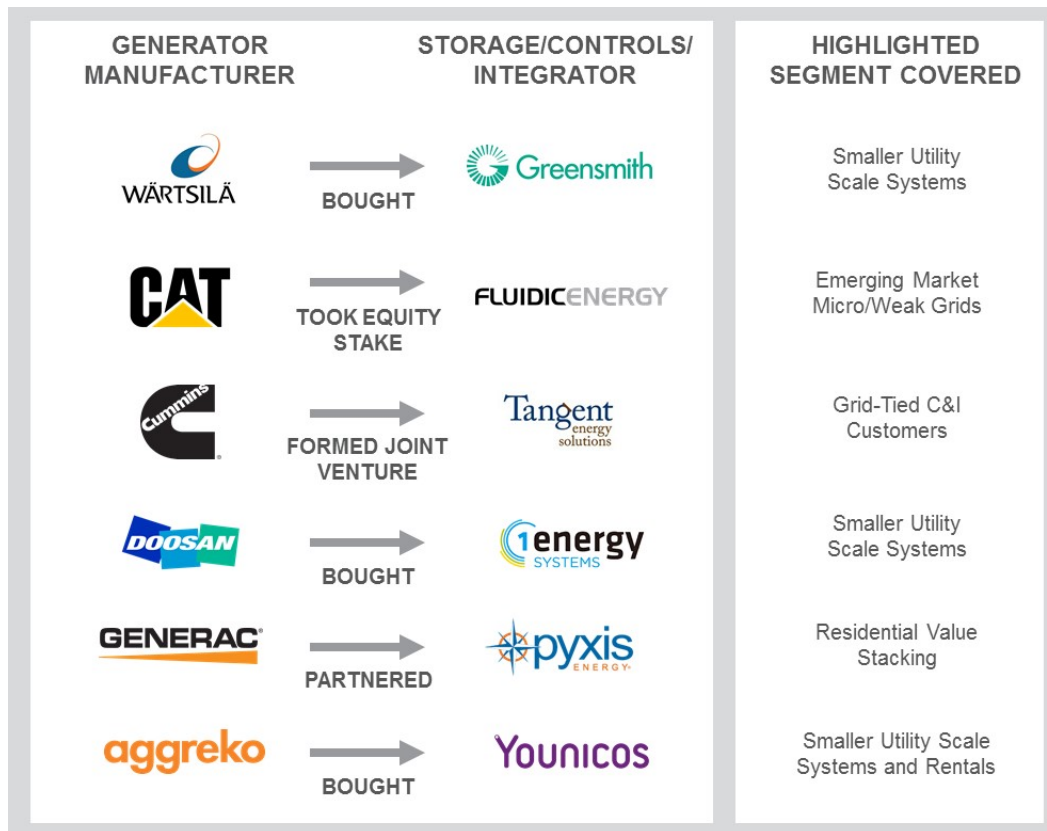 GENERATOR
MANUFACTURER
STORAGE/CONTROLS/
INTEGRATOR
HIGHLIGHTED
SEGMENT COVERED
WÄRTSILÄ
BOUGHT
Greensmith
Smaller Utility
Scale Systems
CAT
TOOK EQUITY
STAKE
FLUIDICENERGY
Emerging Market
Micro/Weak Grids
Cummins
FORMED JOINT
VENTURE
Tangent
energy
solutions
Grid-Tied C&I
Customers
DOOSAN
BOUGHT
1energy
SYSTEMS
Smaller Utility
Scale Systems
GENERAC
PARTNERED
pyxis
ENERGY
Residential Value
Stacking
aggreko
BOUGHT
Younicos
Smaller Utility Scale
Systems and Rentals